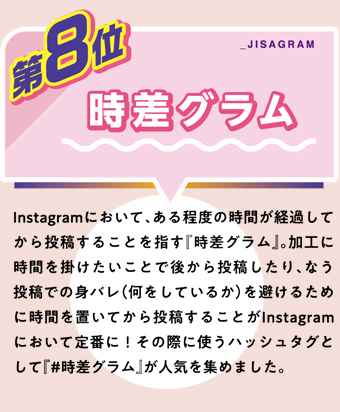 第8位
_JISAGRAM
時差グラム
Instagramにおいて、ある程度の時間が経過して
から投稿することを指す『時差グラム』。加工に
時間を掛けたいことで後から投稿したり、なう
投稿での身バレ(何をしているか)を避けるため
に時間を置いてから投稿することがInstagram
において定番に！その際に使うハッシュタグと
して『#時差グラム』が人気を集めました。